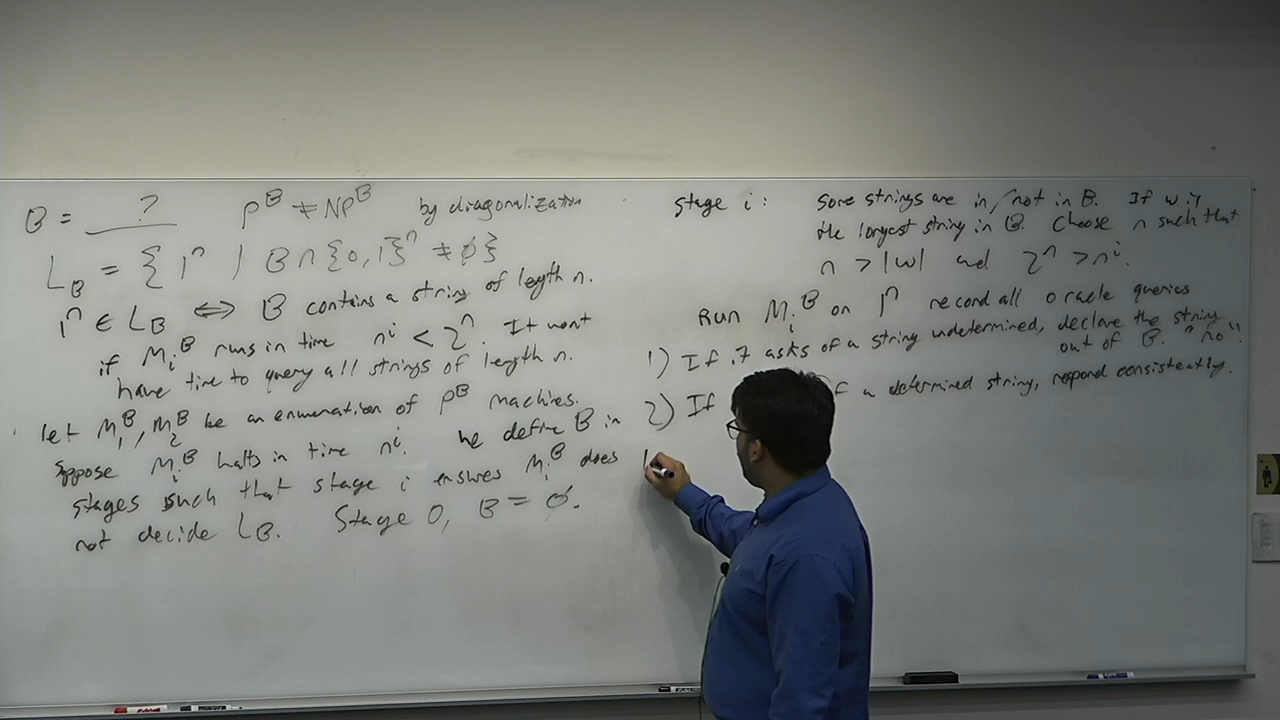 B = ? P^B ≠ NP^B by diagonalization
L_B = { 1^n | B ∩ {0,1}^n ≠ ∅}
1^n ∈ L_B ⟺ B contains a string of length n.
if M_i^B runs in time n^i < 2^n. It wont
have time to query all strings of length n.
let M_1^B, M_2^B be an enumeration of P^B machines.
Suppose M_i^B halts in time n^i. We define B in
stages such that stage i ensures M_i^B does
not decide L_B. Stage 0, B = ∅.
Stage i: Some strings are in/not in B. If w is
the longest string in B. Choose n such that
n > |w| and 2^n > n^i.
Run M_i^B on 1^n record all oracle queries
1) If it asks of a string undetermined, declare the string
out of B. "no".
2) If a determined string, respond consistently.